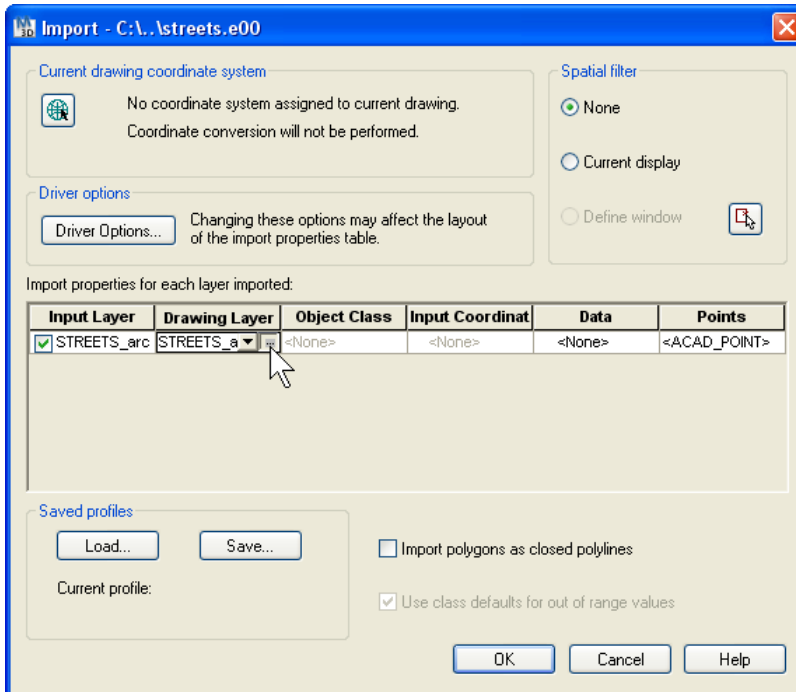 Import - C:\..\streets.e00
Current drawing coordinate system
No coordinate system assigned to current drawing.
Coordinate conversion will not be performed.
Spatial filter
None
Current display
Define window
Driver options
Driver Options...
Changing these options may affect the layout
of the import properties table.
Import properties for each layer imported:
Input Layer Drawing Layer Object Class Input Coordinat Data Points
STREETS_arc STREETS_a ... <None> <None> <None> <ACAD_POINT>
Saved profiles
Load... Save...
Current profile:
Import polygons as closed polylines
Use class defaults for out of range values
OK Cancel Help